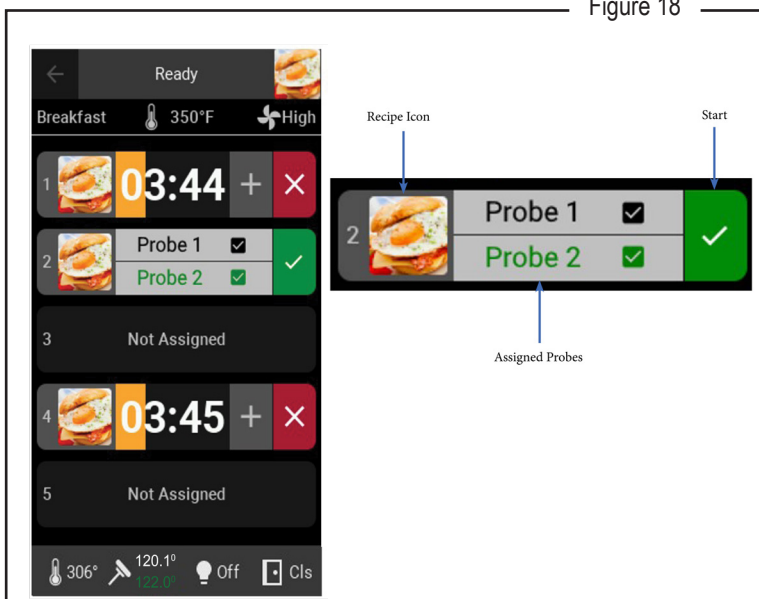 Figure 18
Ready
Breakfast 350°F High
1 03:44 +
2 Probe 1
Probe 2
3 Not Assigned
4 03:45 +
5 Not Assigned
306° 120.1⁰ Off Cls
122.0⁰
Recipe Icon Start
2 Probe 1
Probe 2
Assigned Probes